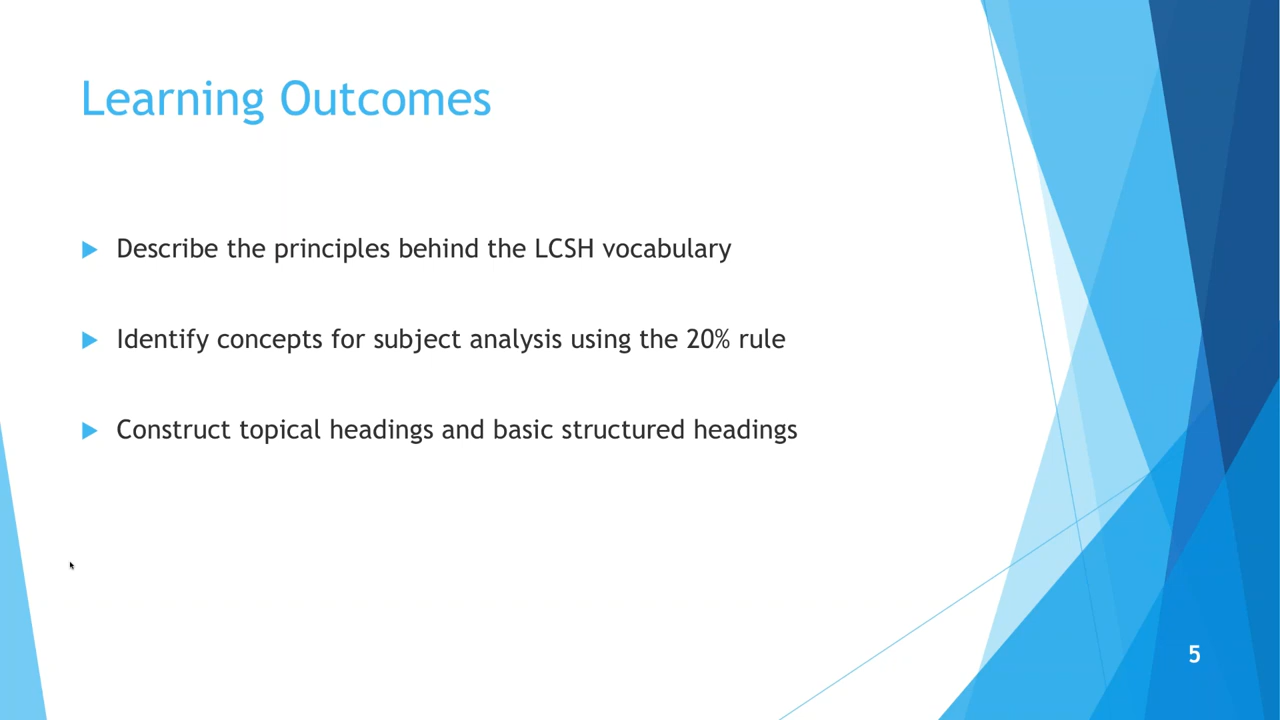 Learning Outcomes
Describe the principles behind the LCSH vocabulary
Identify concepts for subject analysis using the 20% rule
Construct topical headings and basic structured headings
5